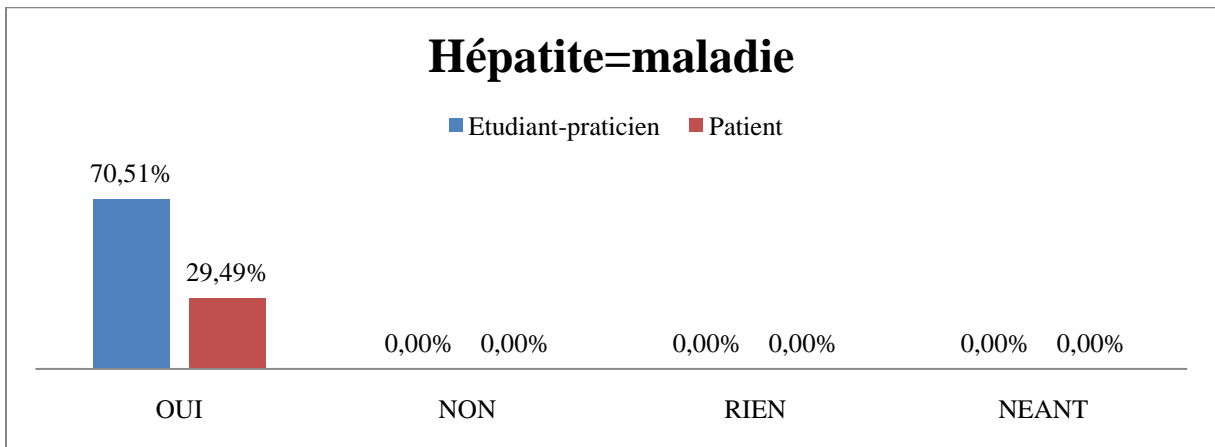 Hépatite=maladie
Etudiant-praticien Patient
70,51%
29,49%
0,00% 0,00% 0,00% 0,00% 0,00% 0,00%
OUI NON RIEN NEANT